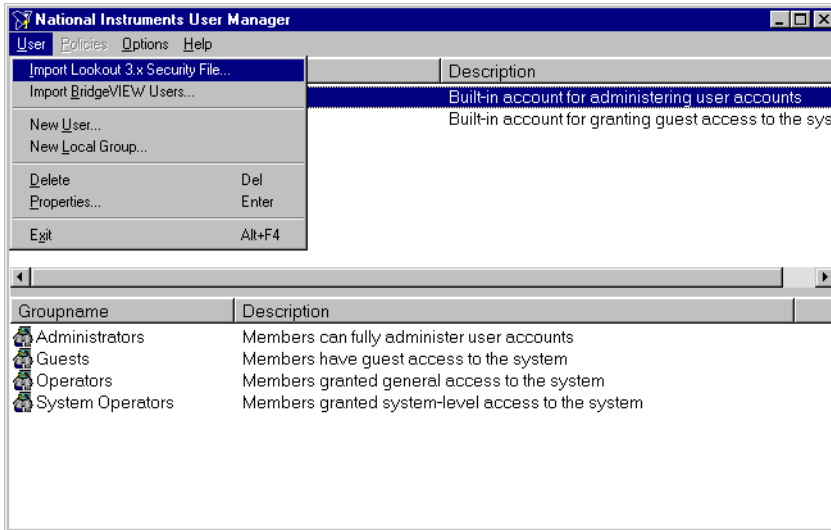 National Instruments User Manager
User Policies Options Help
Import Lookout 3.x Security File...
Import BridgeVIEW Users...
New User...
New Local Group...
Delete Del
Properties... Enter
Exit Alt+F4
Description
Built-in account for administering user accounts
Built-in account for granting guest access to the sys
Groupname Description
Administrators Members can fully administer user accounts
Guests Members have guest access to the system
Operators Members granted general access to the system
System Operators Members granted system-level access to the system